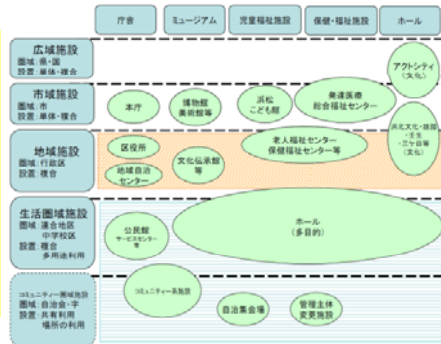 庁舎
ミュージアム
児童福祉施設
保健・福祉施設
ホール
広域施設
圏域:県・国
設置:単体・複合
アクトシティ
(文化)
市域施設
圏域:市
設置:単体・複合
本庁
博物館
美術館等
浜松
こども館
発達医療
総合福祉センター
浜北文化・雄踏
・壬生
・三ケ日等
(文化)
地域施設
圏域:行政区
設置:複合
区役所
地域自治
センター
文化伝承館
等
老人福祉センター
保健福祉センター等
生活圏域施設
圏域:連合地区
中学校区
設置:複合
多用途利用
公民館
サービスセンター
等
ホール
(多目的)
コミュニティー圏域施設
圏域:自治会・字
設置:共有利用
場所の利用
コミュニティー系施設
自治集会場
管理主体
変更施設